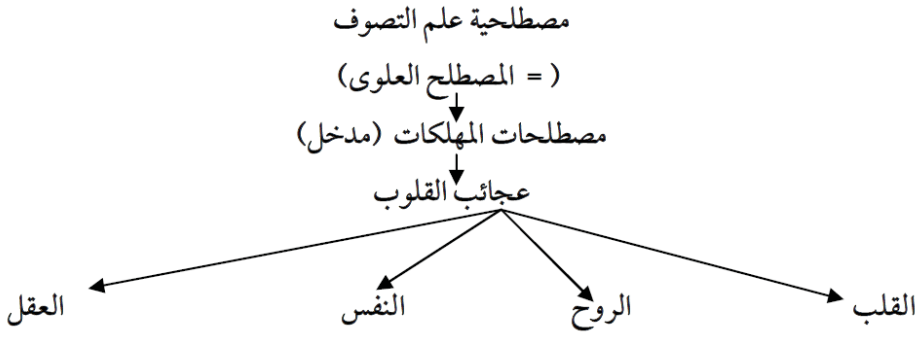 مصطلحية علم التصوف
( = المصطلح العلوى)
مصطلحات المهلكات (مدخل)
عجائب القلوب
القلب الروح النفس العقل